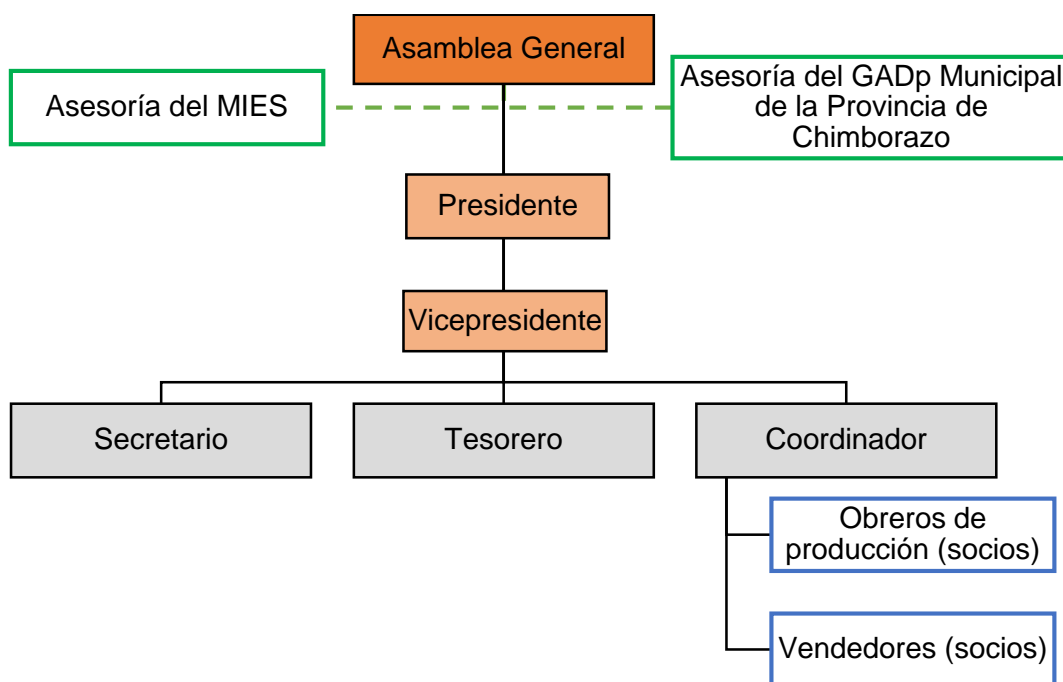 Asamblea General
Asesoría del MIES
Asesoría del GADp Municipal
de la Provincia de
Chimborazo
Presidente
Vicepresidente
Secretario
Tesorero
Coordinador
Obreros de
producción (socios)
Vendedores (socios)